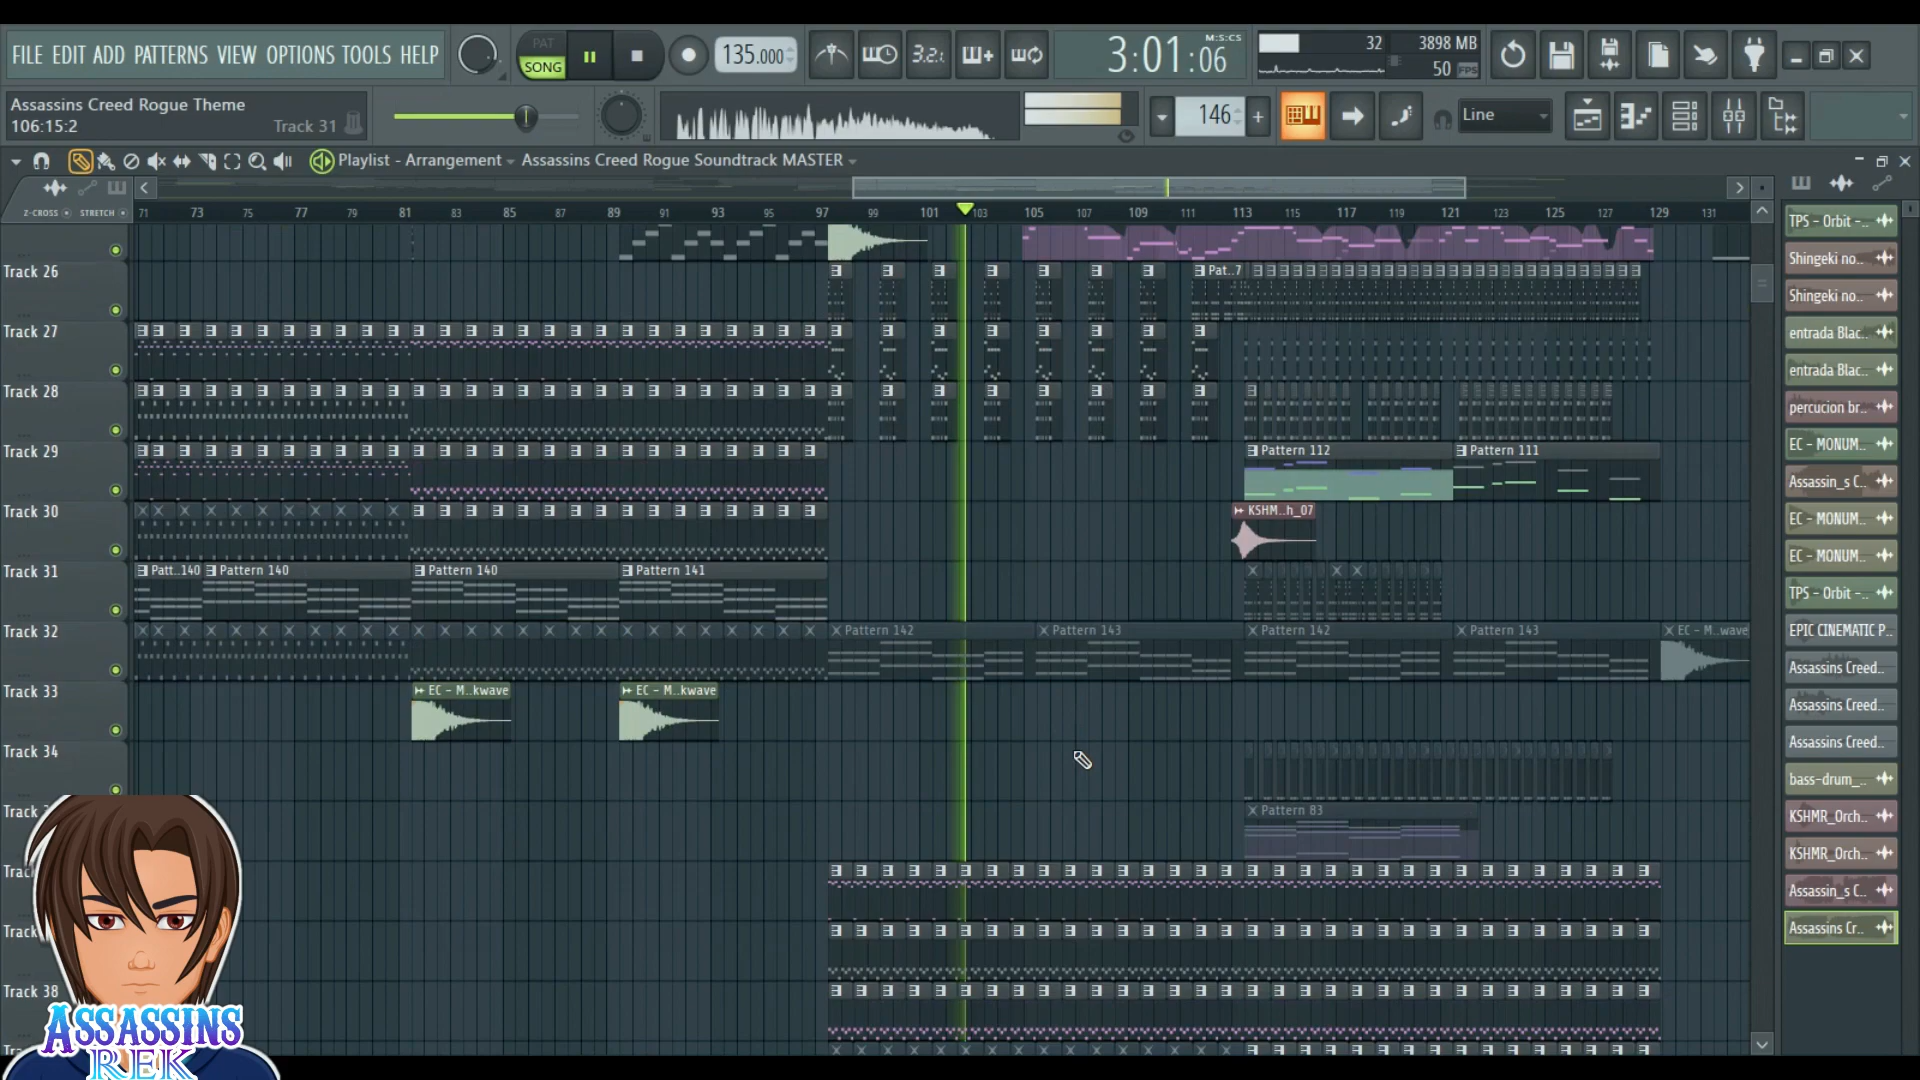 FILE EDIT ADD PATTERNS VIEW OPTIONS TOOLS HELP
PAT
SONG
135.000
3.2.
3:01:06
M:S:CS
32
3898 MB
50 FPS
Assassins Creed Rogue Theme
106:15:2
Track 31
146
Line
Playlist - Arrangement
Assassins Creed Rogue Soundtrack MASTER
Z-CROSS
STRETCH
71 73 75 77 79 81 83 85 87 89 91 93 95 97 99 101 103 105 107 109 111 113 115 117 119 121 123 125 127 129 131
Track 26
Pat..7
Track 27
Track 28
Track 29
Pattern 112
Pattern 111
Track 30
KSHM..h_07
Track 31
Patt..140
Pattern 140
Pattern 140
Pattern 141
Track 32
Pattern 142
Pattern 143
Pattern 142
Pattern 143
EC - M..wave
Track 33
EC - M..kwave
EC - M..kwave
Track 34
Track
Pattern 83
Track
Track 38
TPS - Orbit -..
Shingeki no..
Shingeki no..
entrada Blac..
entrada Blac..
percucion br..
EC - MONUM..
Assassin_s C..
EC - MONUM..
EC - MONUM..
TPS - Orbit -..
EPIC CINEMATIC P..
Assassins Creed..
Assassins Creed..
Assassins Creed..
bass-drum_..
KSHMR_Orch..
KSHMR_Orch..
Assassin_s C..
Assassins Cr..
ASSASSINS
REK